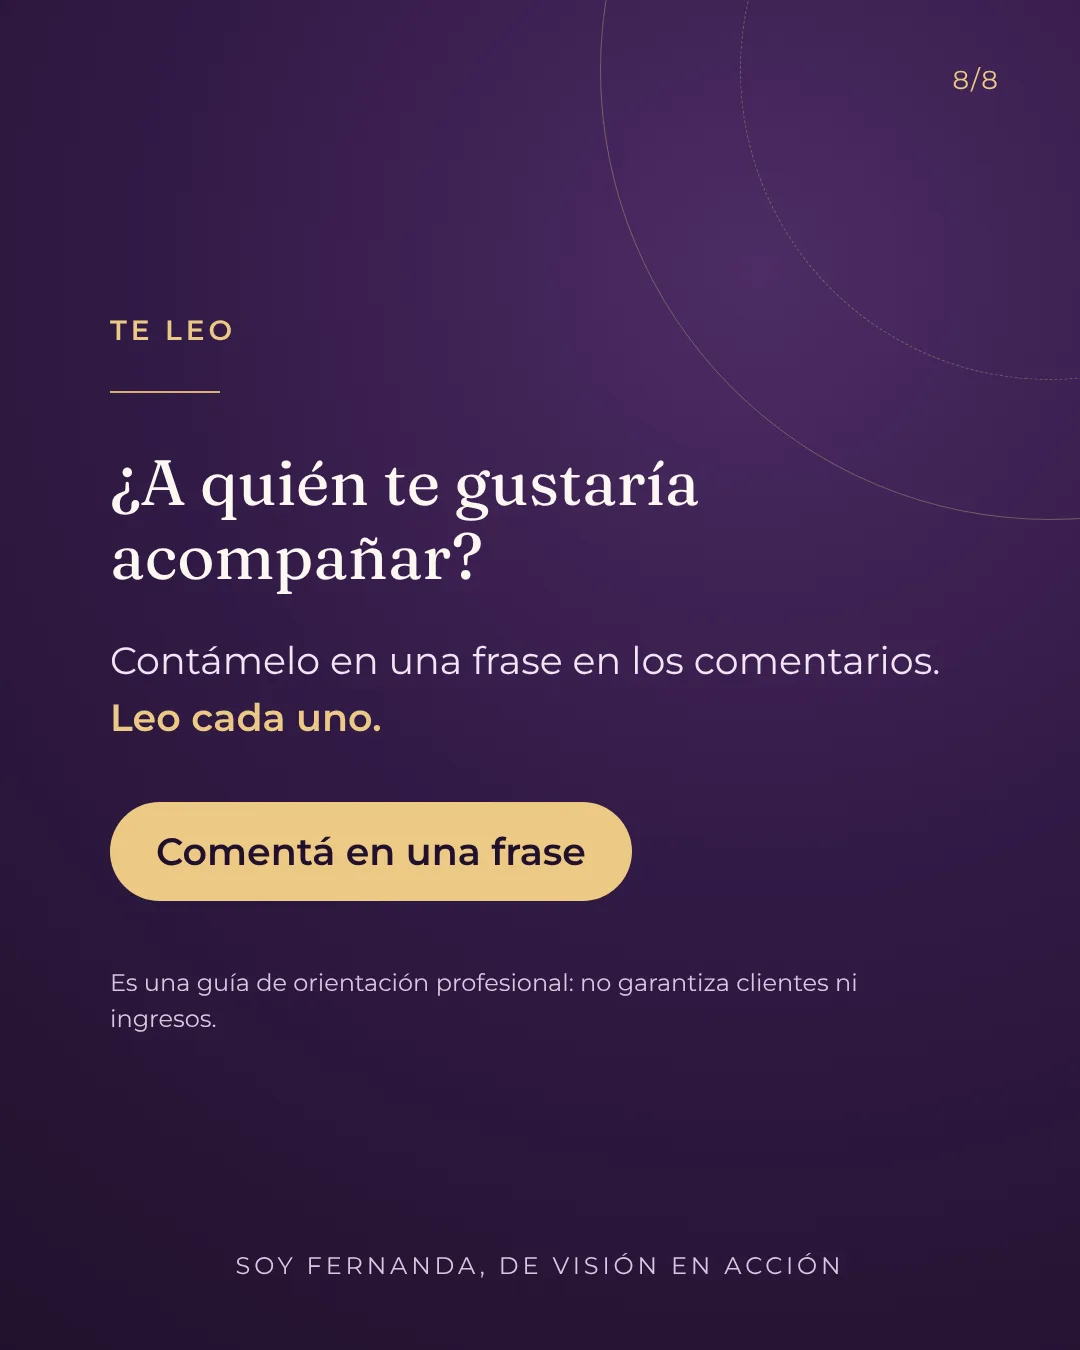 8/8
TE LEO
¿A quién te gustaría
acompañar?
Contámelo en una frase en los comentarios.
Leo cada uno.
Comentá en una frase
Es una guía de orientación profesional: no garantiza clientes ni
ingresos.
SOY FERNANDA, DE VISIÓN EN ACCIÓN